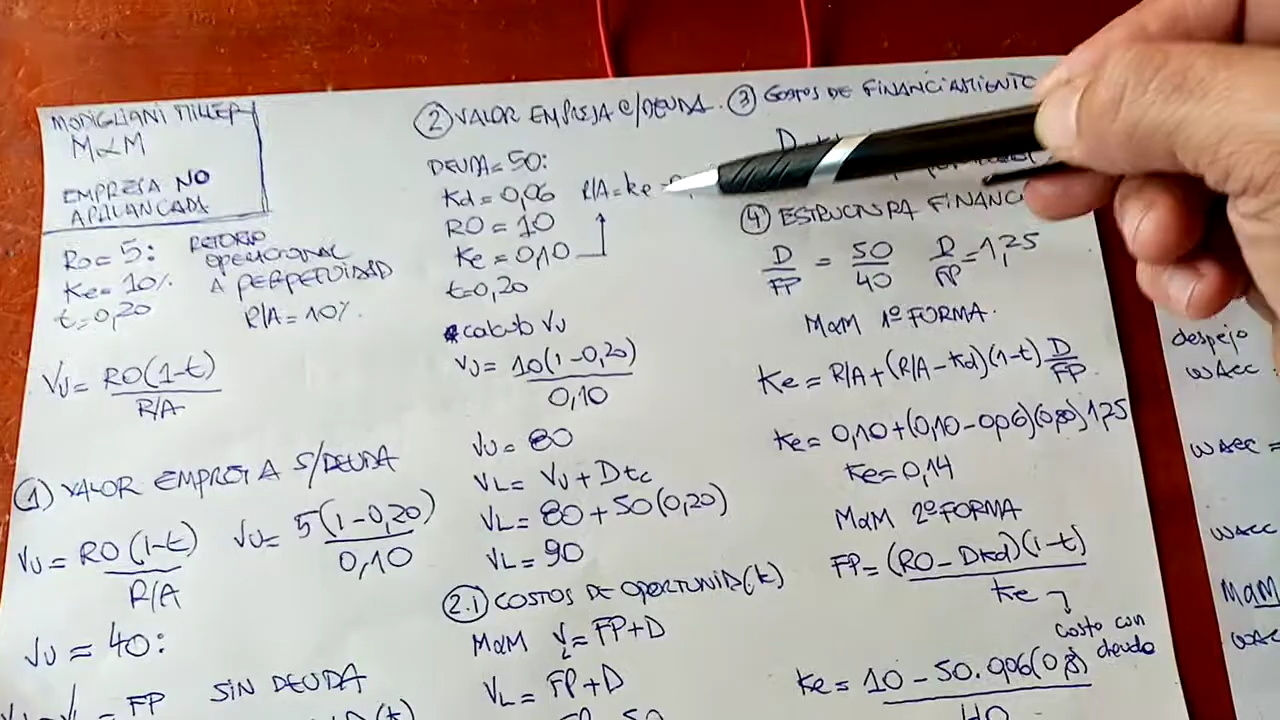 MODIGLIANI MILLER
M&M
EMPRESA NO
APALANCADA
RO = 5: RETORNO
OPERACIONAL
Ke = 10% A PERPETUIDAD
t = 0,20 R/A = 10%
VU = RO(1-t)
R/A
① VALOR EMPRESA S/DEUDA
VU = RO(1-t)
R/A
VU = 5(1-0,20)
0,10
VU = 40:
FP SIN DEUDA
② VALOR EMPRESA C/DEUDA.
DEUDA = 50:
Kd = 0,06 R/A = Ke =
RO = 10
Ke = 0,10
t = 0,20
*calculo VU
VU = 10(1-0,20)
0,10
VU = 80
VL = VU + Dtc
VL = 80 + 50(0,20)
VL = 90
2.1 COSTOS DE OPORTUNID.(k)
M&M VL = FP+D
VL = FP+D
③ COSTOS DE FINANCIAMIENTO
④ ESTRUCTURA FINANC
D = 50 D = 1,25
FP 40 FP
M&M 1º FORMA.
Ke = R/A + (R/A - Kd)(1-t) D
FP.
Ke = 0,10 + (0,10 - 0,06)(0,80)1,25
Ke = 0,14
M&M 2º FORMA
FP = (RO - DKd)(1-t)
Ke
costo con
deuda
Ke = 10 - 50.0,06(0,8)
40
despejo
WACC
WACC =
WACC
M&M